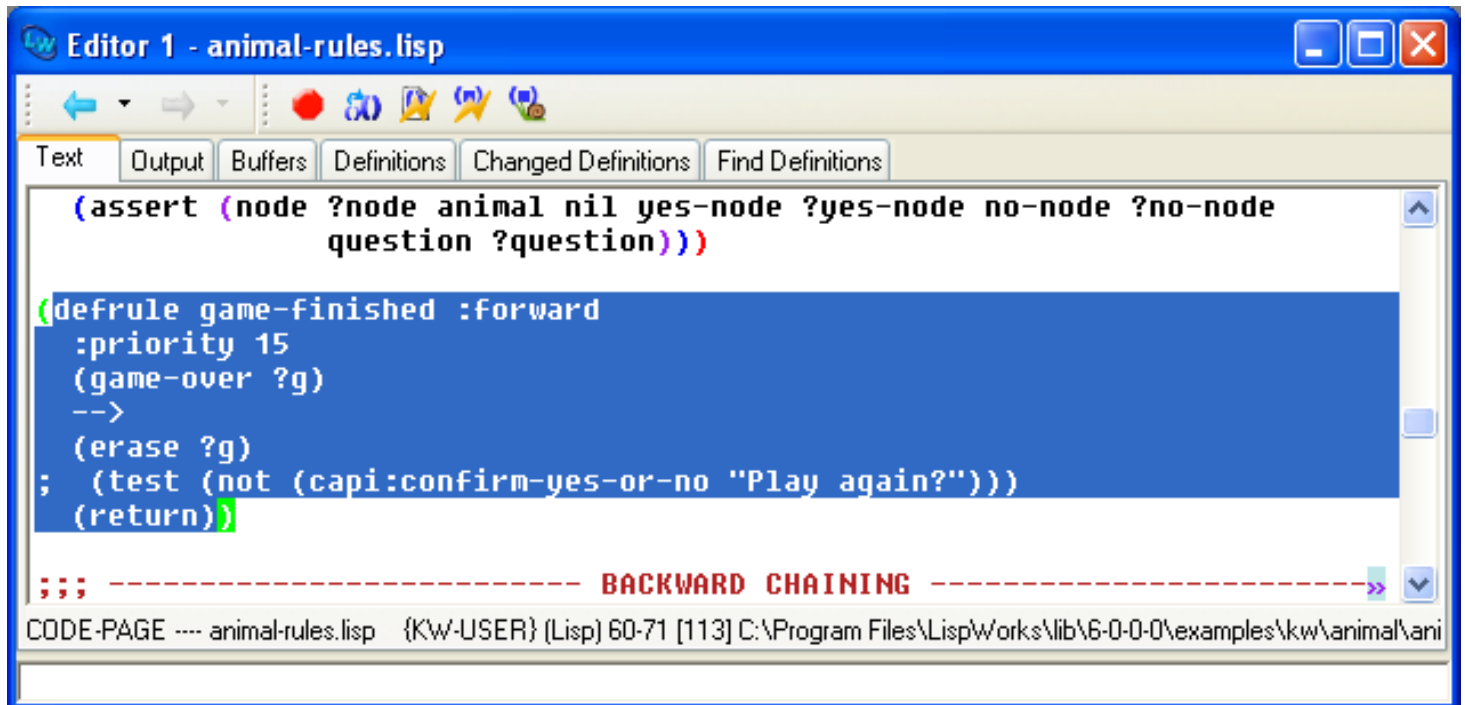 Editor 1 - animal-rules.lisp
Text Output Buffers Definitions Changed Definitions Find Definitions
(assert (node ?node animal nil yes-node ?yes-node no-node ?no-node
question ?question)))
(defrule game-finished :forward
:priority 15
(game-over ?g)
-->
(erase ?g)
; (test (not (capi:confirm-yes-or-no "Play again?")))
(return))
;;; -------------------------- BACKWARD CHAINING ------------------------»
CODE-PAGE ---- animal-rules.lisp {KW-USER} (Lisp) 60-71 [113] C:\Program Files\LispWorks\lib\6-0-0-0\examples\kw\animal\ani